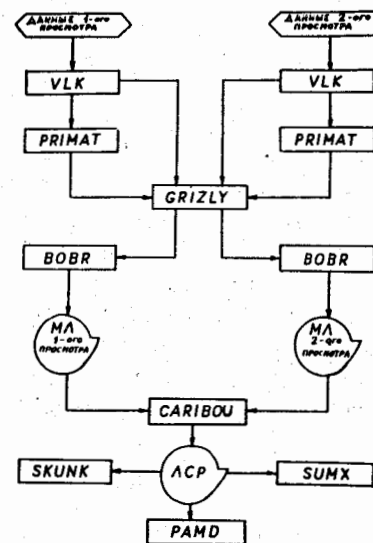 ДАННЫЕ 1-ого
ПРОСМОТРА
ДАННЫЕ 2-ого
ПРОСМОТРА
VLK
VLK
PRIMAT
PRIMAT
GRIZLY
BOBR
BOBR
МЛ
1-ого
ПРОСМОТРА
МЛ
2-ого
ПРОСМОТРА
CARIBOU
SKUNK
ЛСР
SUMX
PAMD